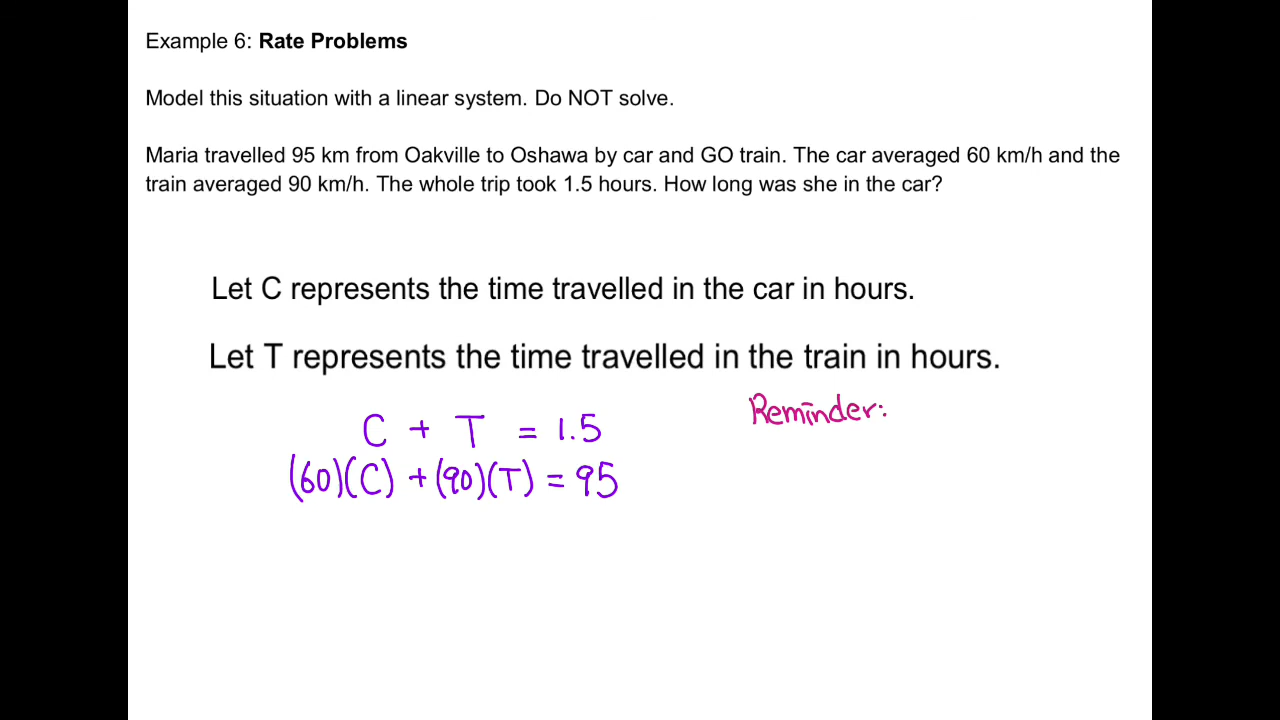 Example 6: Rate Problems
Model this situation with a linear system. Do NOT solve.
Maria travelled 95 km from Oakville to Oshawa by car and GO train. The car averaged 60 km/h and the
train averaged 90 km/h. The whole trip took 1.5 hours. How long was she in the car?
Let C represents the time travelled in the car in hours.
Let T represents the time travelled in the train in hours.
Reminder:
C + T = 1.5
(60)(C) + (90)(T) = 95